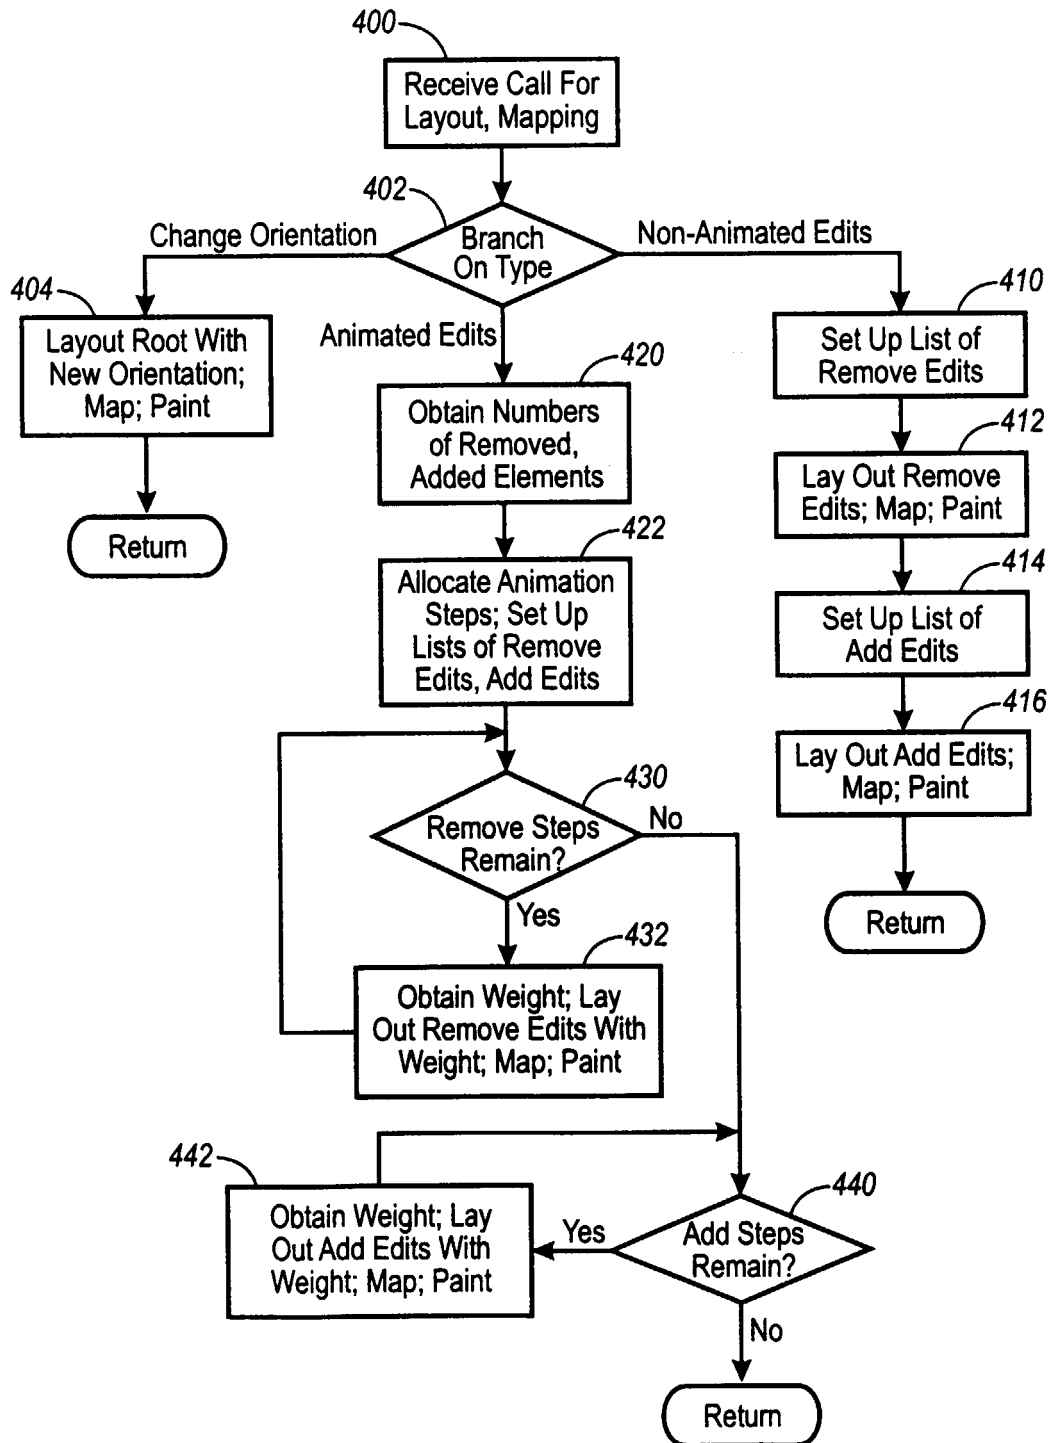 400
Receive Call For
Layout, Mapping
402
Branch
On Type
Change Orientation
Non-Animated Edits
Animated Edits
404
Layout Root With
New Orientation;
Map; Paint
Return
420
Obtain Numbers
of Removed,
Added Elements
422
Allocate Animation
Steps; Set Up
Lists of Remove
Edits, Add Edits
430
Remove Steps
Remain?
No
Yes
432
Obtain Weight; Lay
Out Remove Edits With
Weight; Map; Paint
442
Obtain Weight; Lay
Out Add Edits With
Weight; Map; Paint
Yes
440
Add Steps
Remain?
No
Return
410
Set Up List of
Remove Edits
412
Lay Out Remove
Edits; Map; Paint
414
Set Up List of
Add Edits
416
Lay Out Add Edits;
Map; Paint
Return